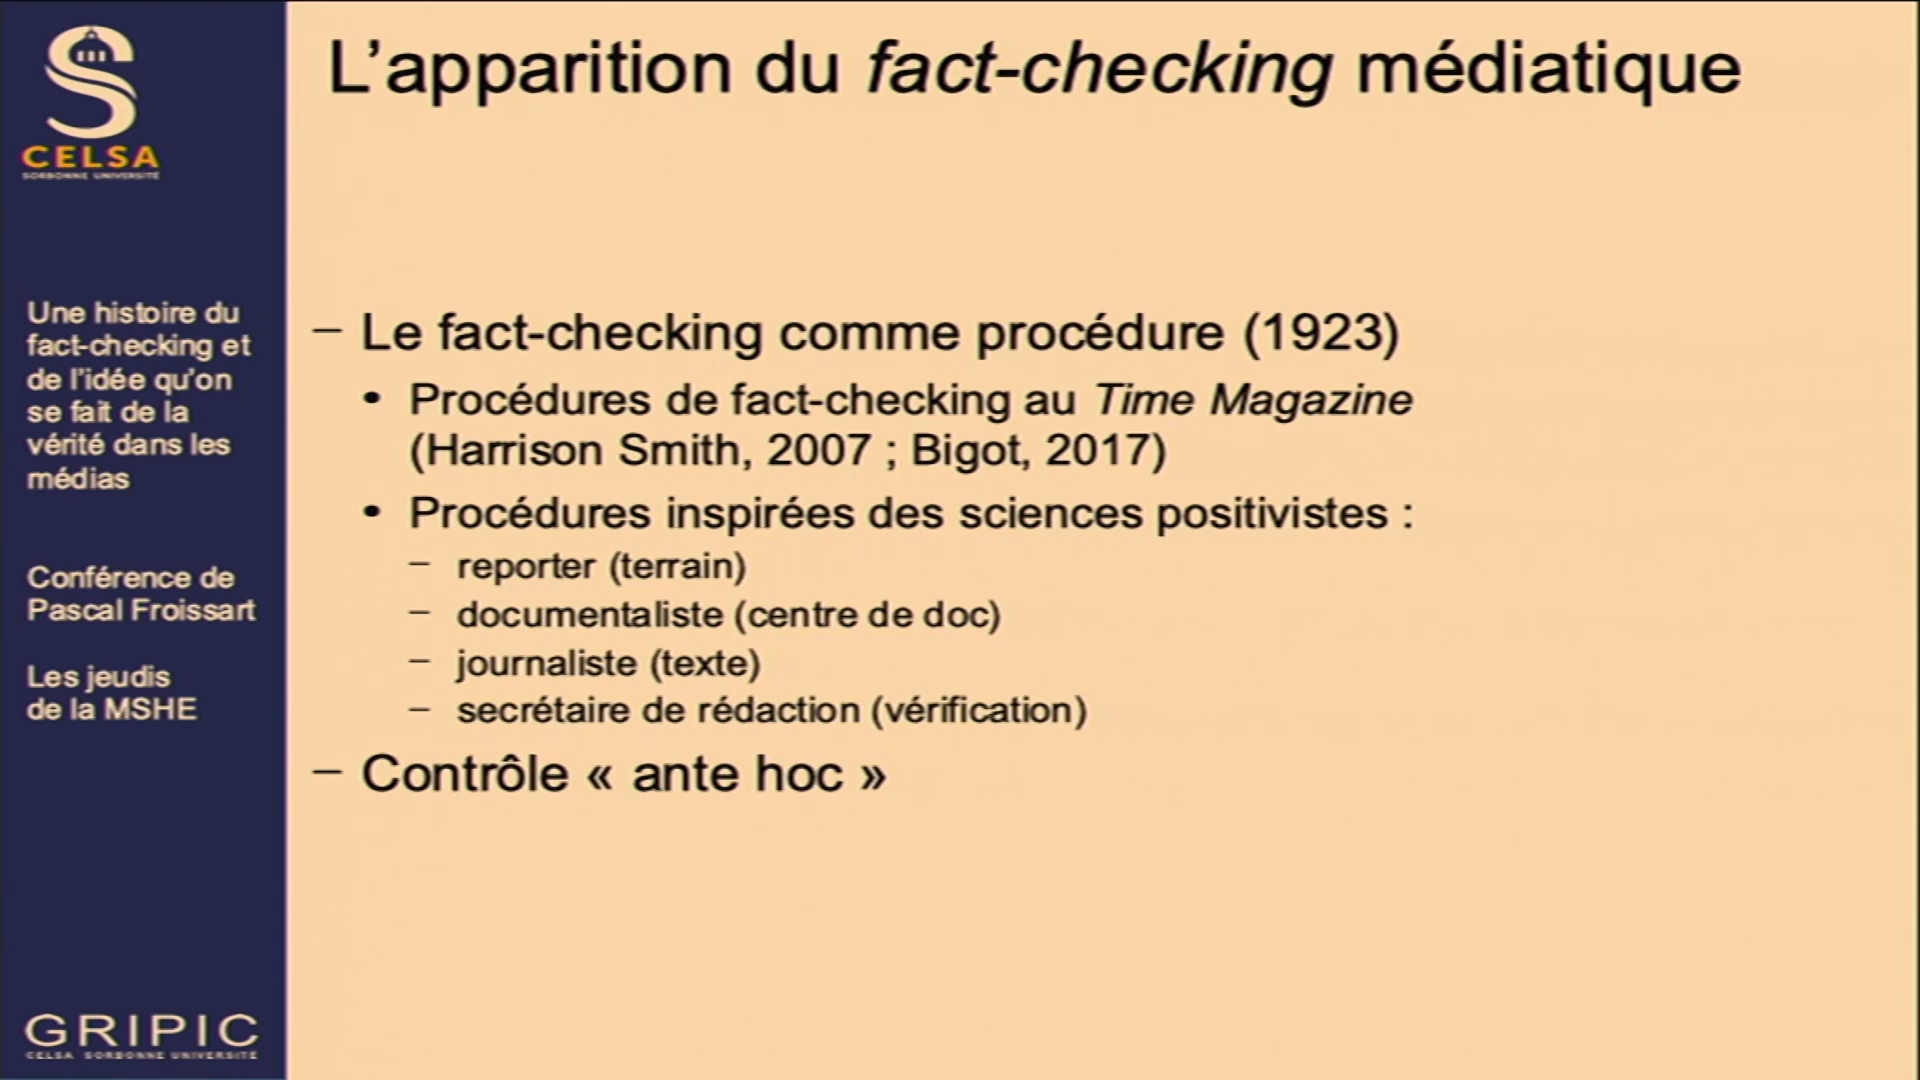 CELSA
SORBONNE UNIVERSITÉ
Une histoire du
fact-checking et
de l'idée qu'on
se fait de la
vérité dans les
médias
Conférence de
Pascal Froissart
Les jeudis
de la MSHE
GRIPIC
CELSA SORBONNE UNIVERSITÉ
L'apparition du fact-checking médiatique
– Le fact-checking comme procédure (1923)
• Procédures de fact-checking au Time Magazine
(Harrison Smith, 2007 ; Bigot, 2017)
• Procédures inspirées des sciences positivistes :
– reporter (terrain)
– documentaliste (centre de doc)
– journaliste (texte)
– secrétaire de rédaction (vérification)
– Contrôle « ante hoc »